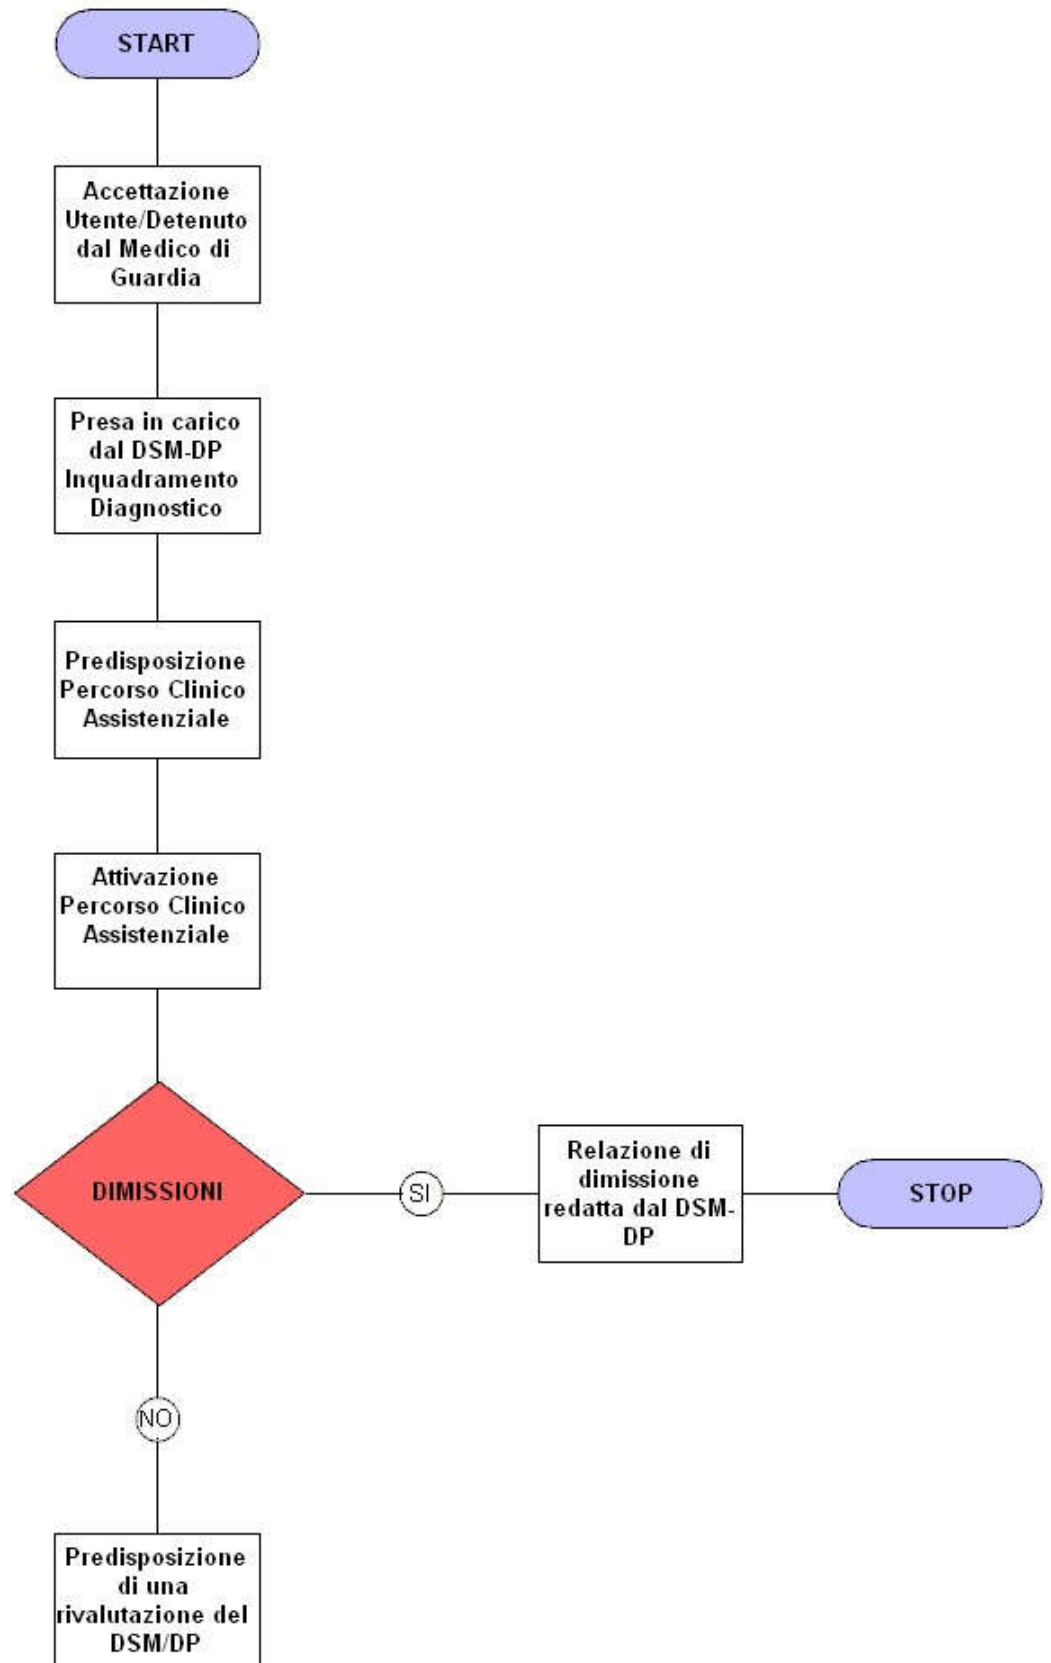 START
Accettazione
Utente/Detenuto
dal Medico di
Guardia
Presa in carico
dal DSM-DP
Inquadramento
Diagnostico
Predisposizione
Percorso Clinico
Assistenziale
Attivazione
Percorso Clinico
Assistenziale
DIMISSIONI
SI
Relazione di
dimissione
redatta dal DSM-
DP
STOP
NO
Predisposizione
di una
rivalutazione del
DSM/DP